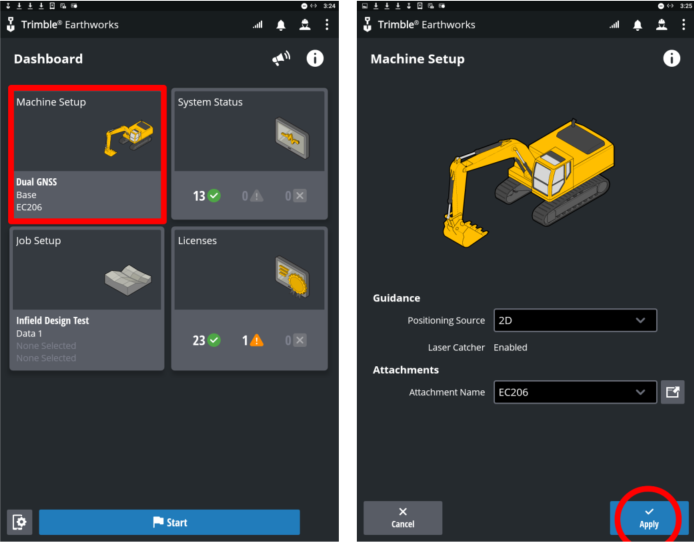 3:24
Trimble® Earthworks
Dashboard
Machine Setup
Dual GNSS
Base
EC206
System Status
13
0
0
Job Setup
Infield Design Test
Data 1
None Selected
None Selected
Licenses
23
1
0
Start
3:25
Trimble® Earthworks
Machine Setup
Guidance
Positioning Source 2D
Laser Catcher Enabled
Attachments
Attachment Name EC206
Cancel
Apply